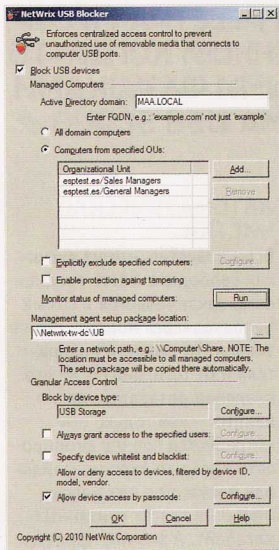 NetWrix USB Blocker
Enforces centralized access control to prevent
unauthorized use of removable media that connects to
computer USB ports.
Block USB devices
Managed Computers
Active Directory domain: MAA.LOCAL
Enter FQDN, e.g.: 'example.com' not just 'example'
All domain computers
Computers from specified OUs:
Organizational Unit
esptest.es/Sales Managers
esptest.es/General Managers
Add...
Remove
Explicitly exclude specified computers: Configure...
Enable protection against tampering
Monitor status of managed computers: Run
Management agent setup package location:
\\Netwrix-tw-dc\UB ...
Enter a network path, e.g.: \\Computer\Share. NOTE: The
location must be accessible to all managed computers.
The setup package will be copied there automatically.
Granular Access Control
Block by device type:
USB Storage Configure...
Always grant access to the specified users: Configure...
Specify device whitelist and blacklist: Configure...
Allow or deny access to devices, filtered by device ID,
model, vendor.
Allow device access by passcode: Configure...
OK Cancel Help
Copyright (C) 2010 NetWrix Corporation